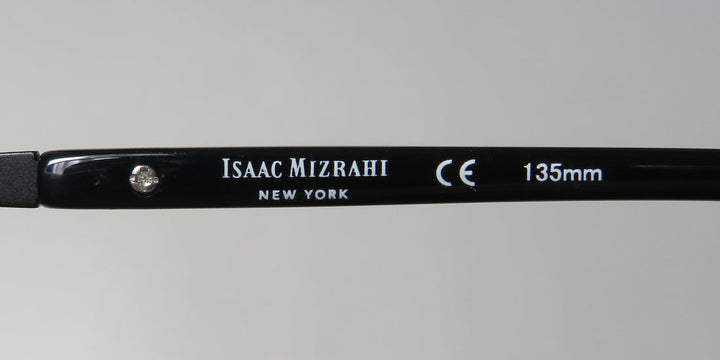 ISAAC MIZRAHI CE 135mm
NEW YORK